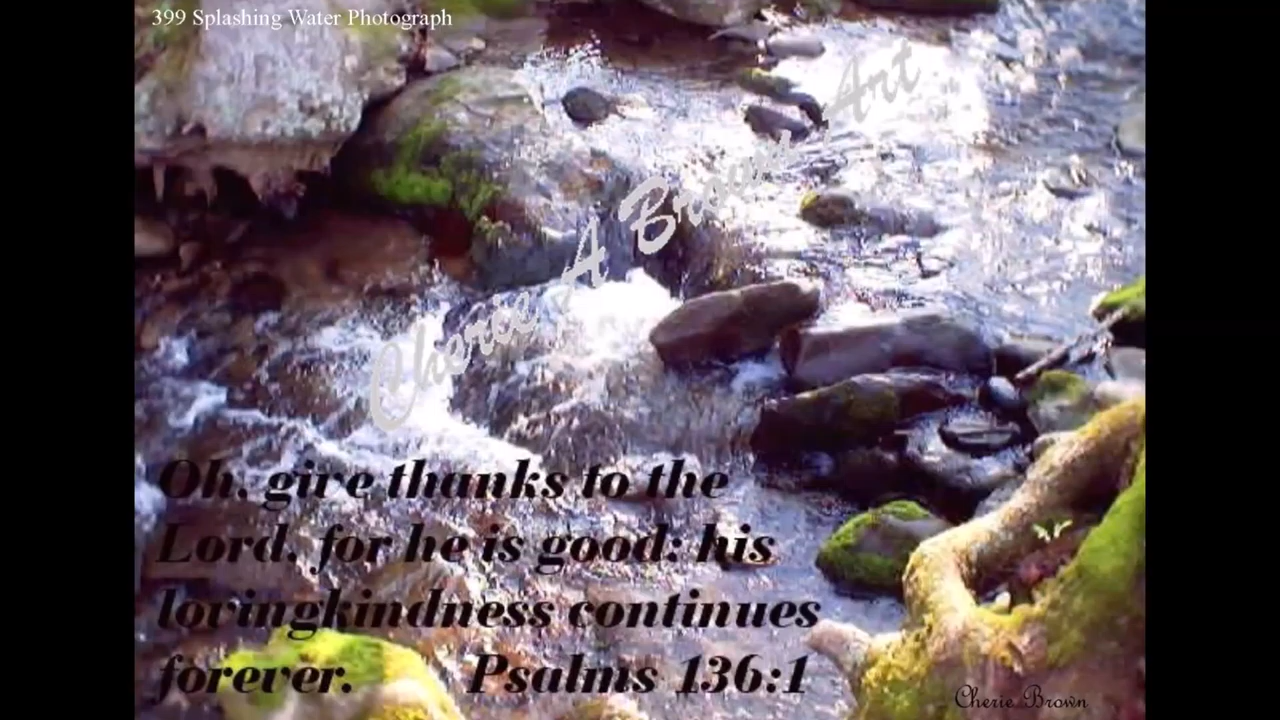 399 Splashing Water Photograph
Cherie A Brown Art
Oh, give thanks to the
Lord, for he is good; his
lovingkindness continues
forever. Psalms 136:1
Cherie Brown